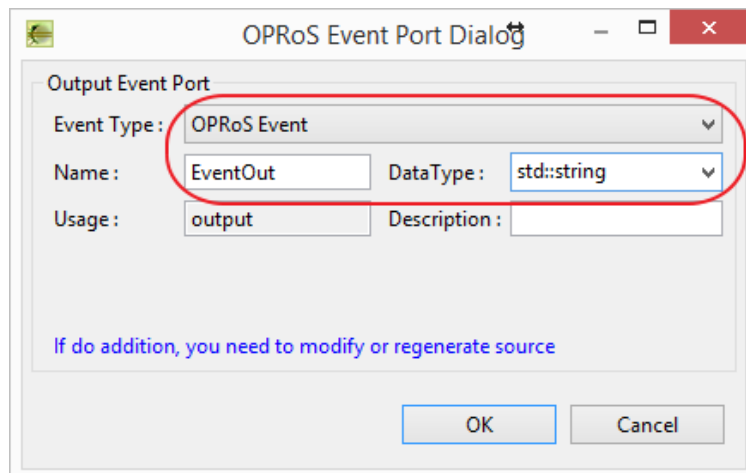 OPRoS Event Port Dialog
Output Event Port
Event Type : OPRoS Event
Name : EventOut DataType : std::string
Usage : output Description :
If do addition, you need to modify or regenerate source
OK Cancel